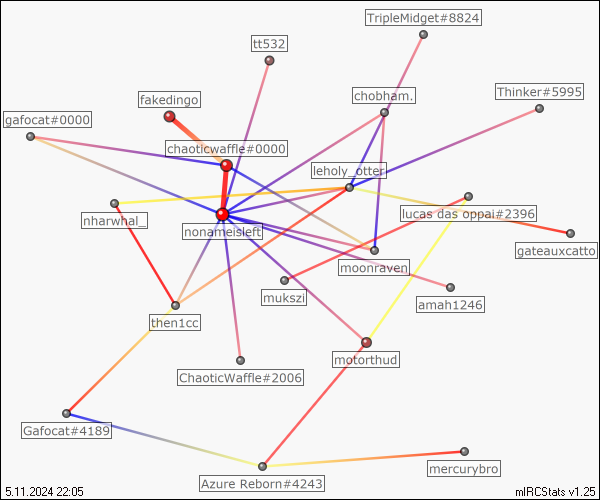 TripleMidget#8824
tt532
Thinker#5995
chobham.
fakedingo
gafocat#0000
chaoticwaffle#0000
leholy_otter
lucas das oppai#2396
nharwhal_
nonameisleft
gateauxcatto
moonraven
mukszi
amah1246
then1cc
motorthud
ChaoticWaffle#2006
Gafocat#4189
mercurybro
Azure Reborn#4243
5.11.2024 22:05
mIRCStats v1.25